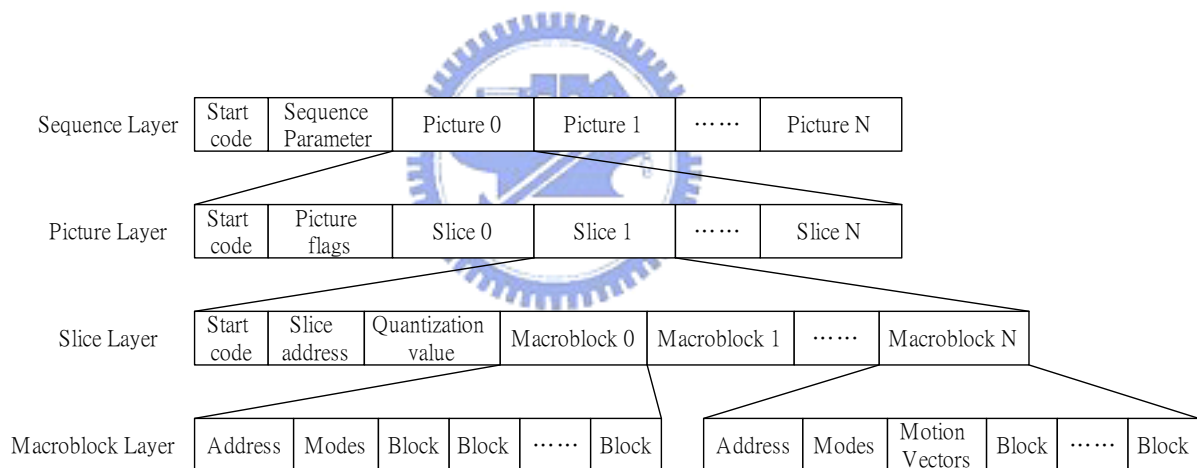 Sequence Layer Start code Sequence Parameter Picture 0 Picture 1 …… Picture N
Picture Layer Start code Picture flags Slice 0 Slice 1 …… Slice N
Slice Layer Start code Slice address Quantization value Macroblock 0 Macroblock 1 …… Macroblock N
Macroblock Layer Address Modes Block Block …… Block Address Modes Motion Vectors Block …… Block